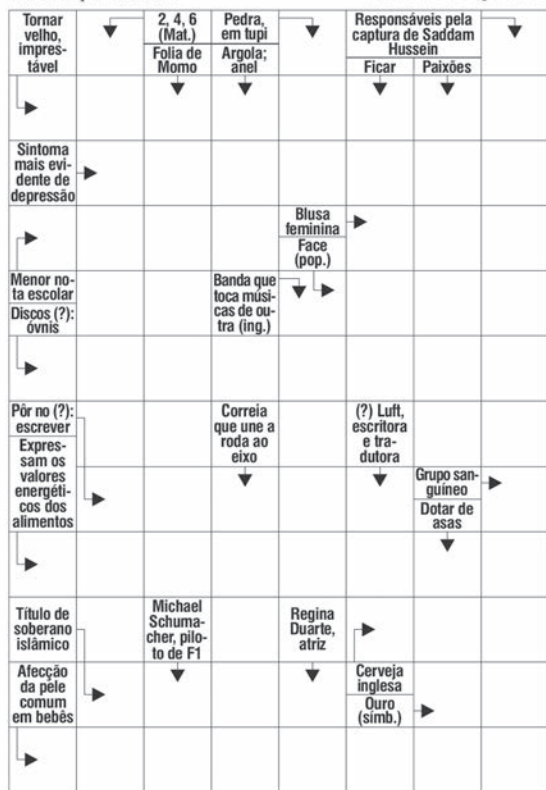 Tornar
velho,
impres-
tável
2, 4, 6
(Mat.)
Folia de
Momo
Pedra,
em tupi
Argola;
anel
Responsáveis pela
captura de Saddam
Hussein
Ficar
Paixões
Sintoma
mais evi-
dente de
depressão
Blusa
feminina
Face
(pop.)
Menor no-
ta escolar
Discos (?):
óvnis
Banda que
toca músi-
cas de ou-
tra (ing.)
Pôr no (?):
escrever
Expres-
sam os
valores
energéti-
cos dos
alimentos
Correia
que une a
roda ao
eixo
(?) Luft,
escritora
e tra-
dutora
Grupo san-
guíneo
Dotar de
asas
Título de
soberano
islâmico
Michael
Schuma-
cher, pilo-
to de F1
Regina
Duarte,
atriz
Afecção
da pele
comum
em bebês
Cerveja
inglesa
Ouro
(símb.)